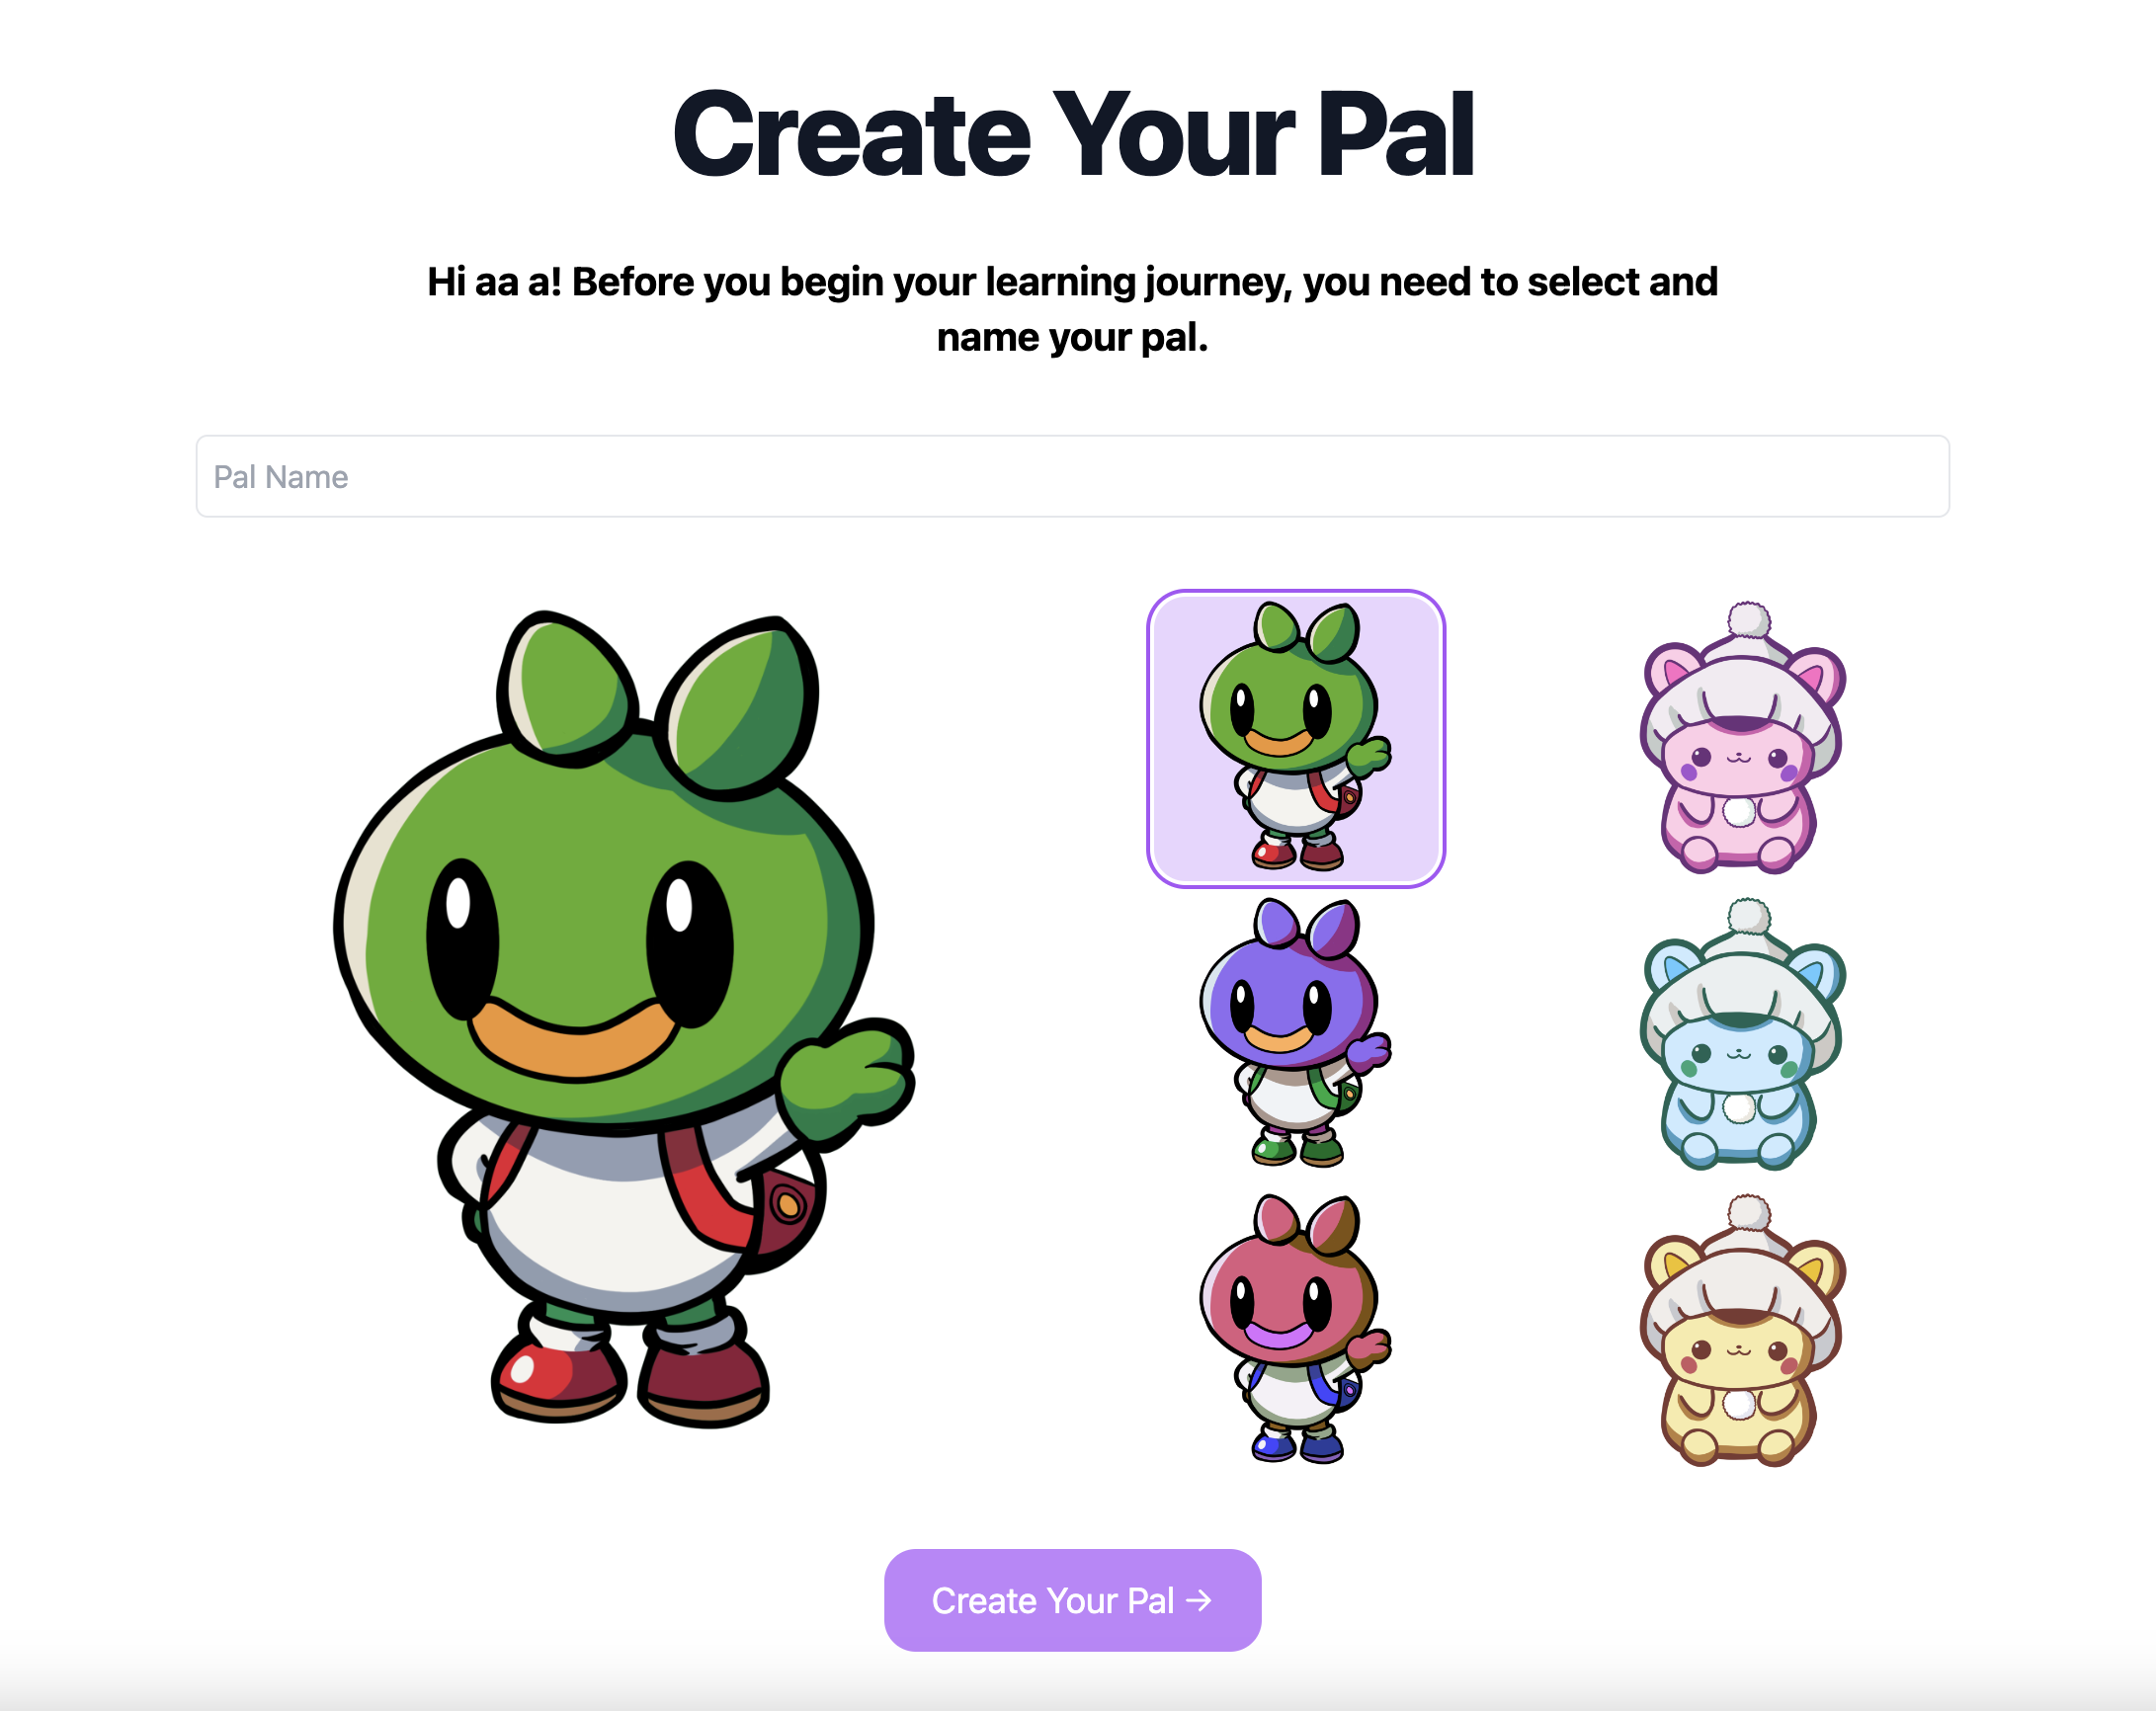 Create Your Pal
Hi aa a! Before you begin your learning journey, you need to select and
name your pal.
Pal Name
Create Your Pal →